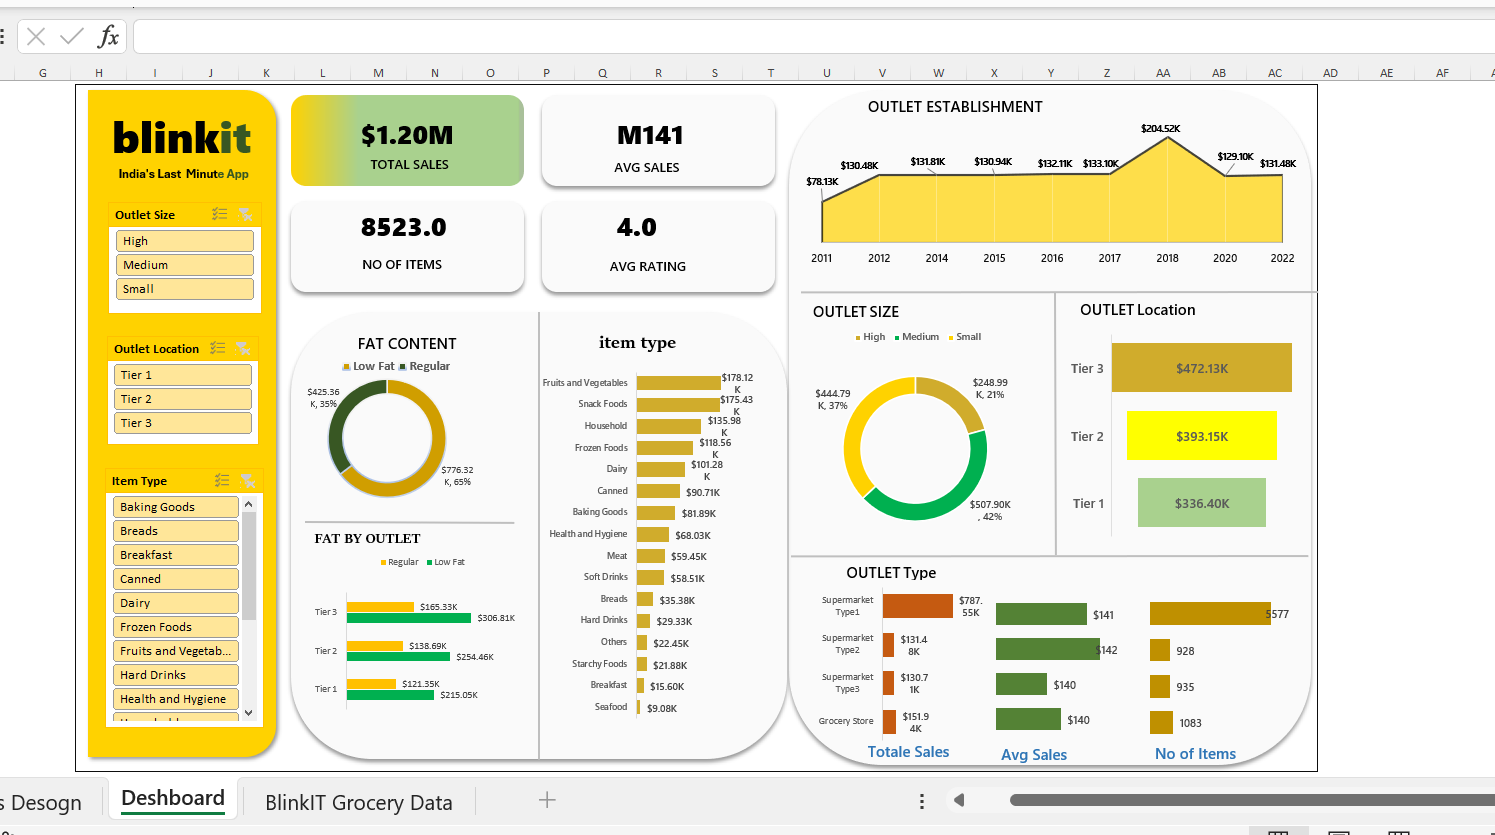 fx
G H I J K L M N O P Q R S T U V W X Y Z AA AB AC AD AE AF
blinkit
India's Last Minute App
Outlet Size
High
Medium
Small
Outlet Location
Tier 1
Tier 2
Tier 3
Item Type
Baking Goods
Breads
Breakfast
Canned
Dairy
Frozen Foods
Fruits and Vegetab...
Hard Drinks
Health and Hygiene
$1.20M
TOTAL SALES
M141
AVG SALES
8523.0
NO OF ITEMS
4.0
AVG RATING
FAT CONTENT
Low Fat Regular
$425.36
K, 35%
$776.32
K, 65%
FAT BY OUTLET
Regular Low Fat
Tier 3 $165.33K
$306.81K
Tier 2 $138.69K
$254.46K
Tier 1 $121.35K
$215.05K
item type
Fruits and Vegetables $178.12
K
Snack Foods $175.43
K
Household $135.98
K
Frozen Foods $118.56
K
Dairy $101.28
K
Canned $90.71K
Baking Goods $81.89K
Health and Hygiene $68.03K
Meat $59.45K
Soft Drinks $58.51K
Breads $35.38K
Hard Drinks $29.33K
Others $22.45K
Starchy Foods $21.88K
Breakfast $15.60K
Seafood $9.08K
OUTLET ESTABLISHMENT
$78.13K $130.48K $131.81K $130.94K $132.11K $133.10K $204.52K $129.10K $131.48K
2011 2012 2014 2015 2016 2017 2018 2020 2022
OUTLET SIZE
High Medium Small
$444.79
K, 37%
$248.99
K, 21%
$507.90K
, 42%
OUTLET Location
Tier 3 $472.13K
Tier 2 $393.15K
Tier 1 $336.40K
OUTLET Type
Supermarket
Type1
$787.
55K
$141
5577
Supermarket
Type2
$131.4
8K
$142
928
Supermarket
Type3
$130.7
1K
$140
935
Grocery Store
$151.9
4K
$140
1083
Totale Sales
Avg Sales
No of Items
s Desogn
Deshboard
BlinkIT Grocery Data